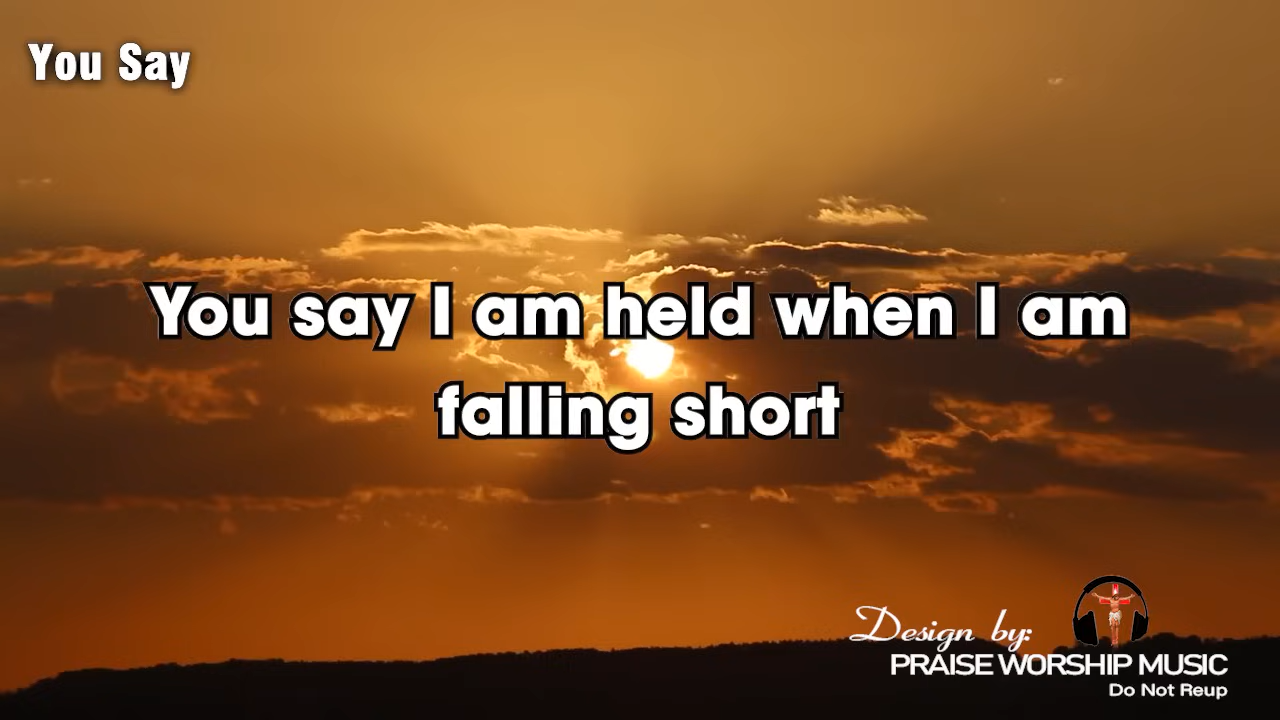 You Say
You say I am held when I am
falling short
Design by:
PRAISE WORSHIP MUSIC
Do Not Reup